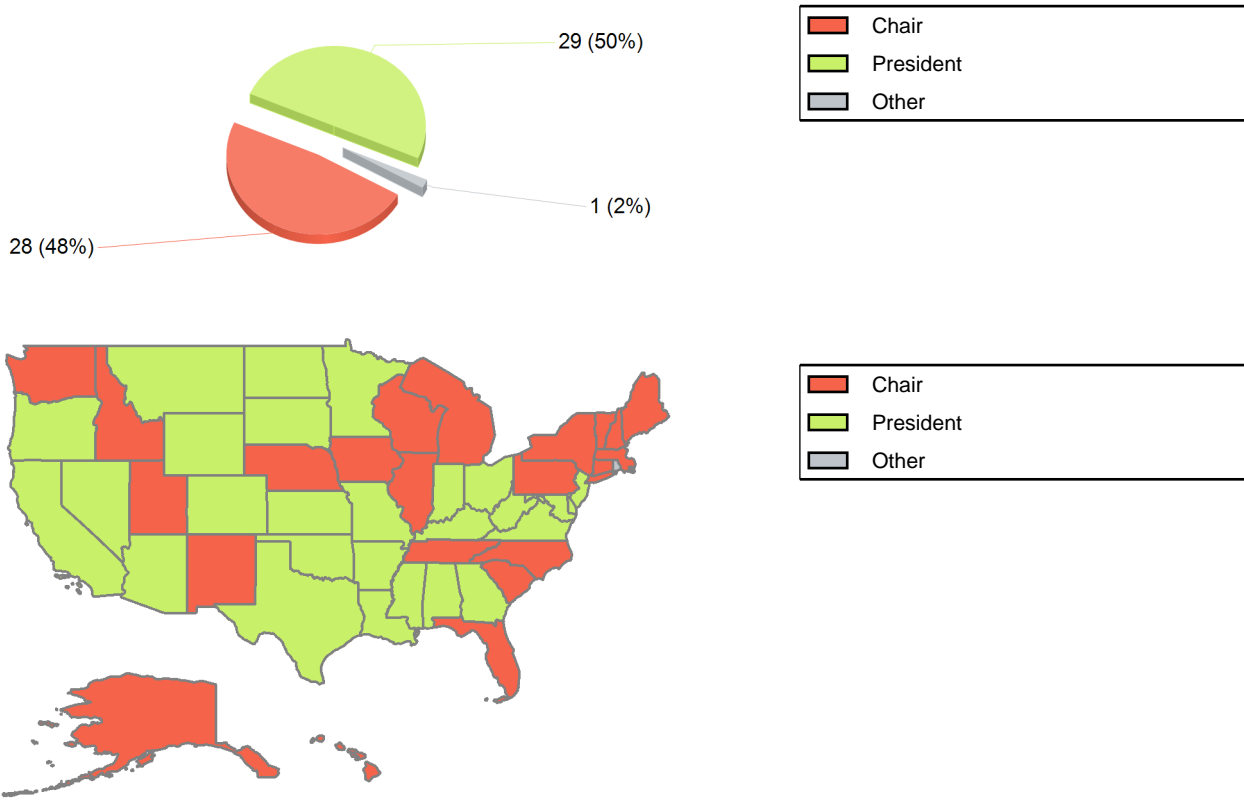 29 (50%)
1 (2%)
28 (48%)
Chair
President
Other
Chair
President
Other